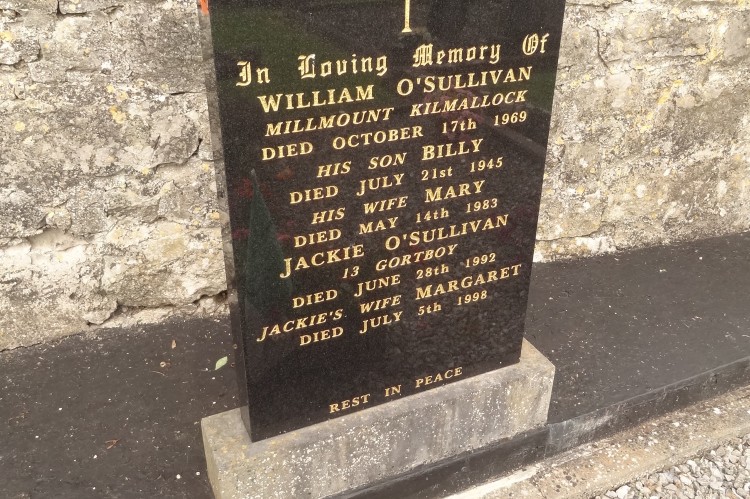 In Loving Memory Of
WILLIAM O'SULLIVAN
MILLMOUNT KILMALLOCK
DIED OCTOBER 17th 1969
HIS SON BILLY
DIED JULY 21st 1945
HIS WIFE MARY
DIED MAY 14th 1983
JACKIE O'SULLIVAN
13 GORTBOY
DIED JUNE 28th 1992
JACKIE'S WIFE MARGARET
DIED JULY 5th 1998
REST IN PEACE